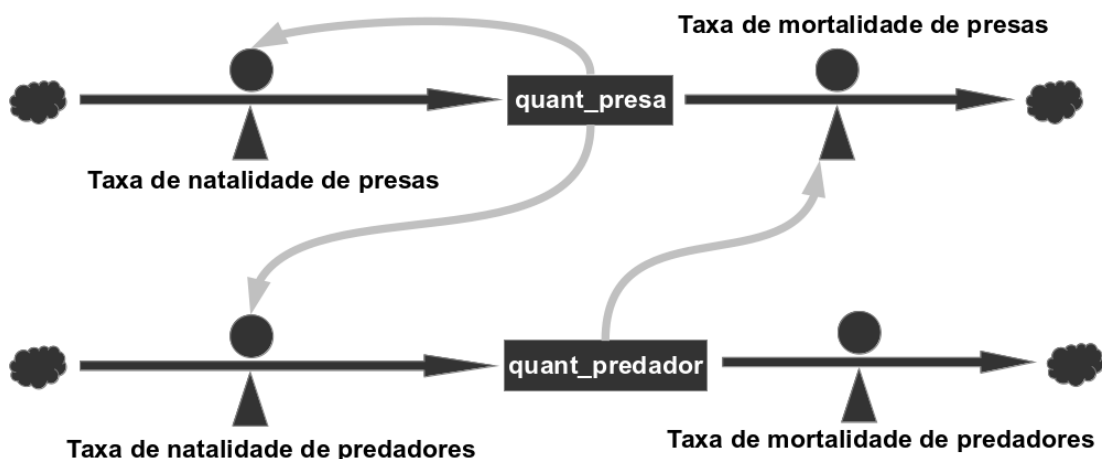 Taxa de mortalidade de presas
quant_presa
Taxa de natalidade de presas
quant_predador
Taxa de natalidade de predadores
Taxa de mortalidade de predadores